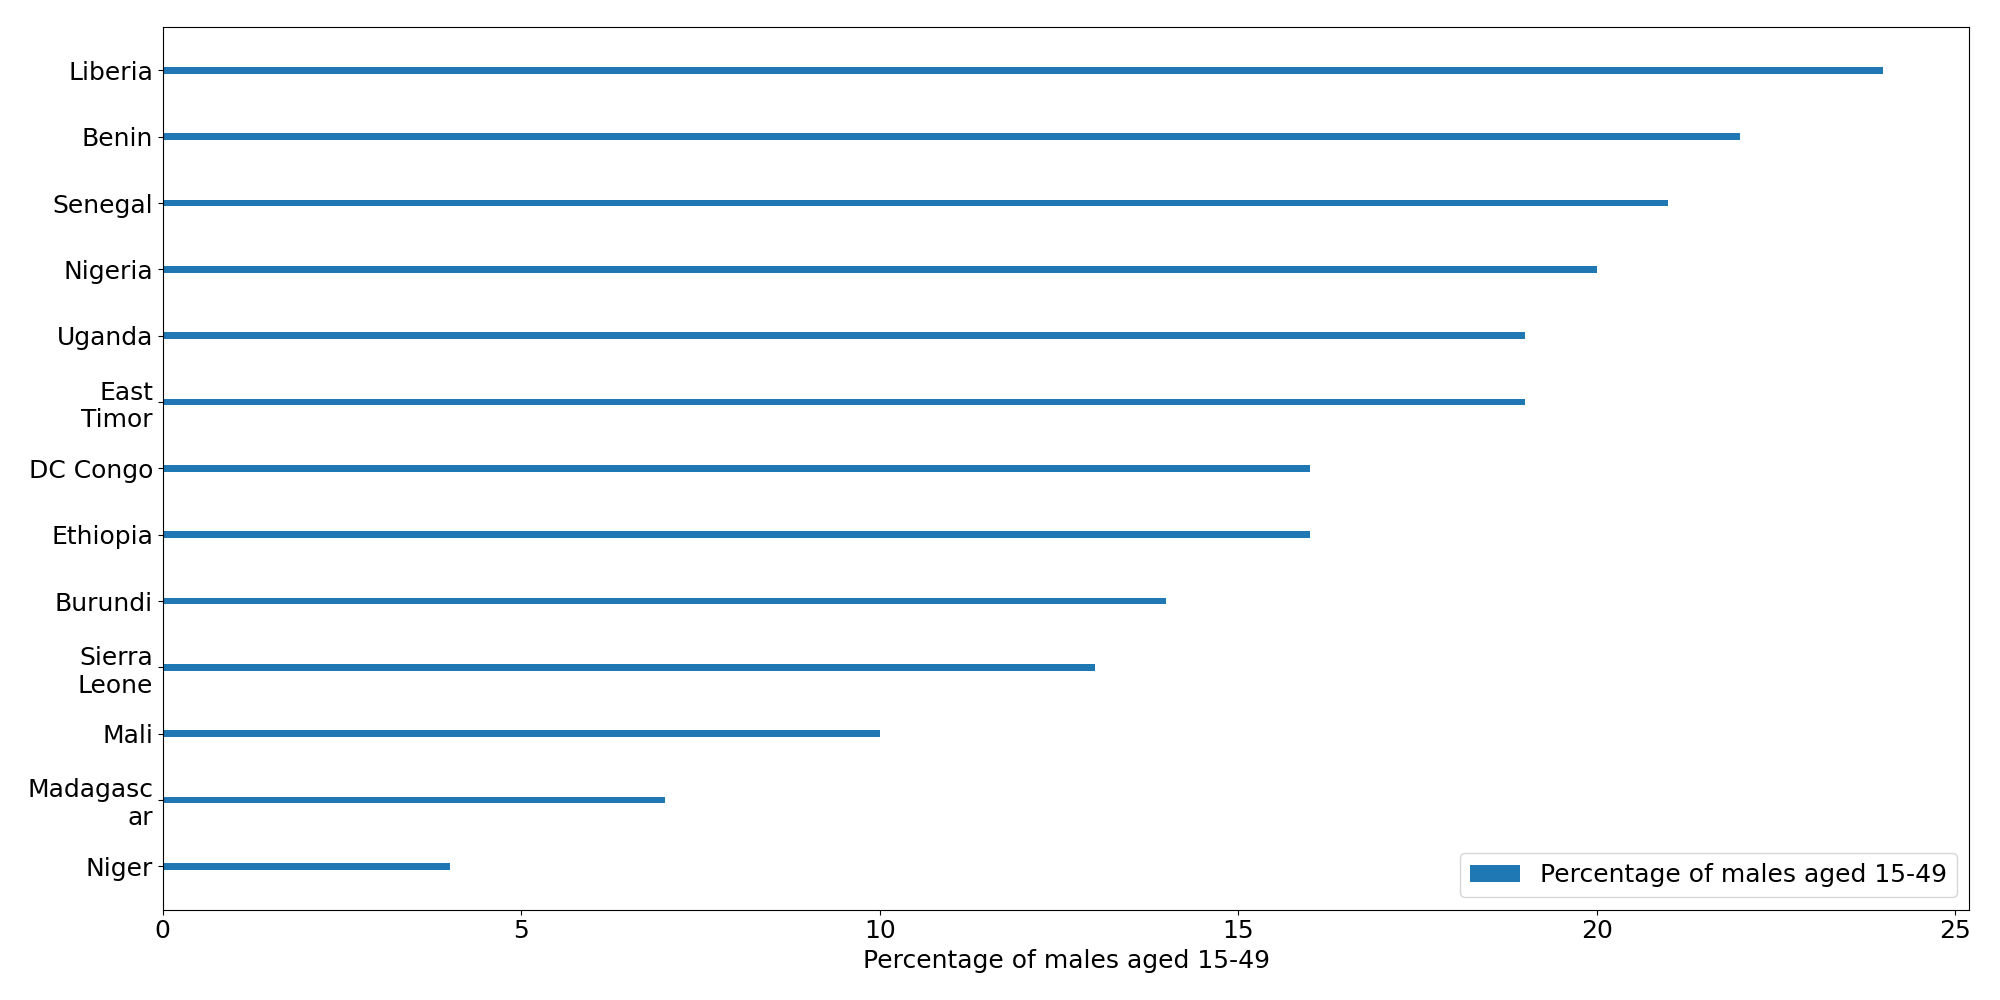 Liberia
Benin
Senegal
Nigeria
Uganda
East
Timor
DC Congo
Ethiopia
Burundi
Sierra
Leone
Mali
Madagasc
ar
Niger
Percentage of males aged 15-49
0 5 10 15 20 25
Percentage of males aged 15-49